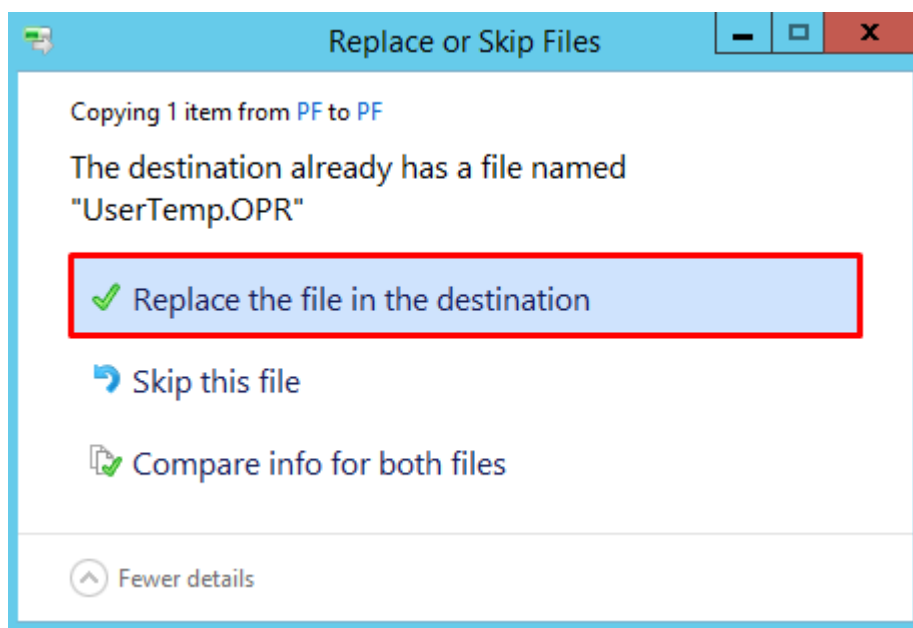 Replace or Skip Files
Copying 1 item from PF to PF
The destination already has a file named
"UserTemp.OPR"
Replace the file in the destination
Skip this file
Compare info for both files
Fewer details